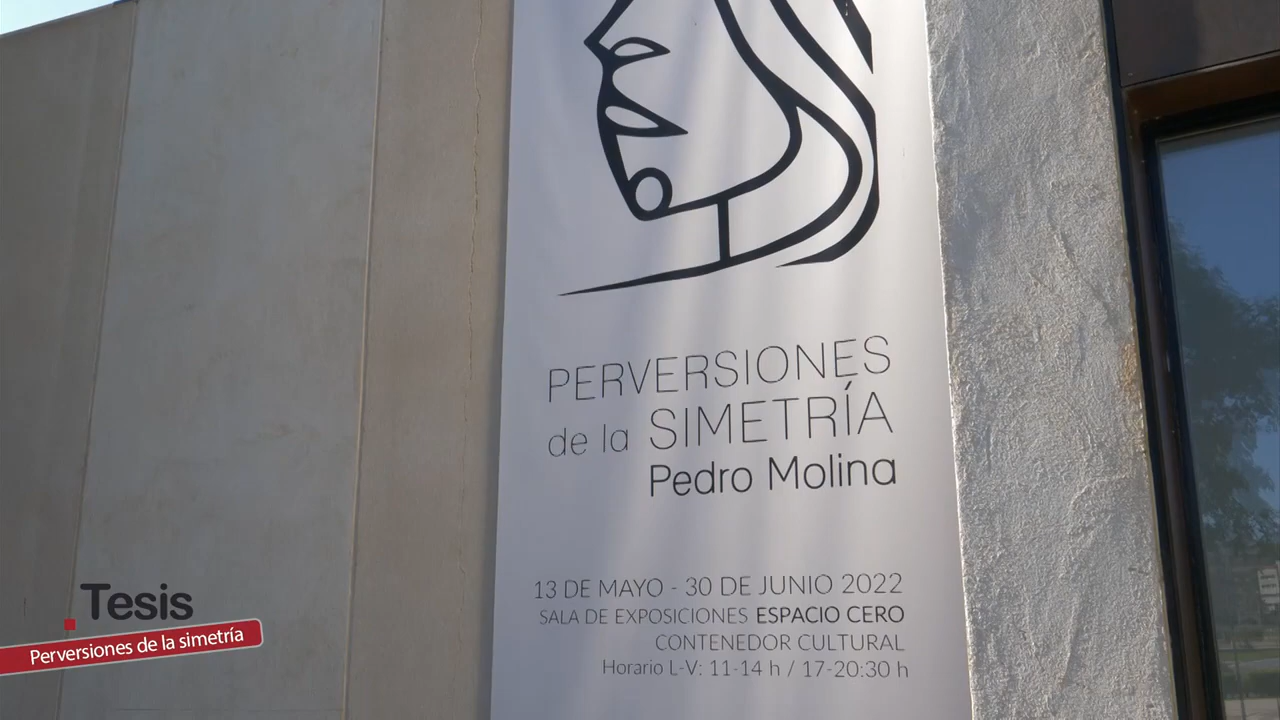 PERVERSIONES
de la SIMETRÍA
Pedro Molina
13 DE MAYO - 30 DE JUNIO 2022
SALA DE EXPOSICIONES ESPACIO CERO
CONTENEDOR CULTURAL
Horario L-V: 11-14 h / 17-20:30 h
Tesis
Perversiones de la simetría